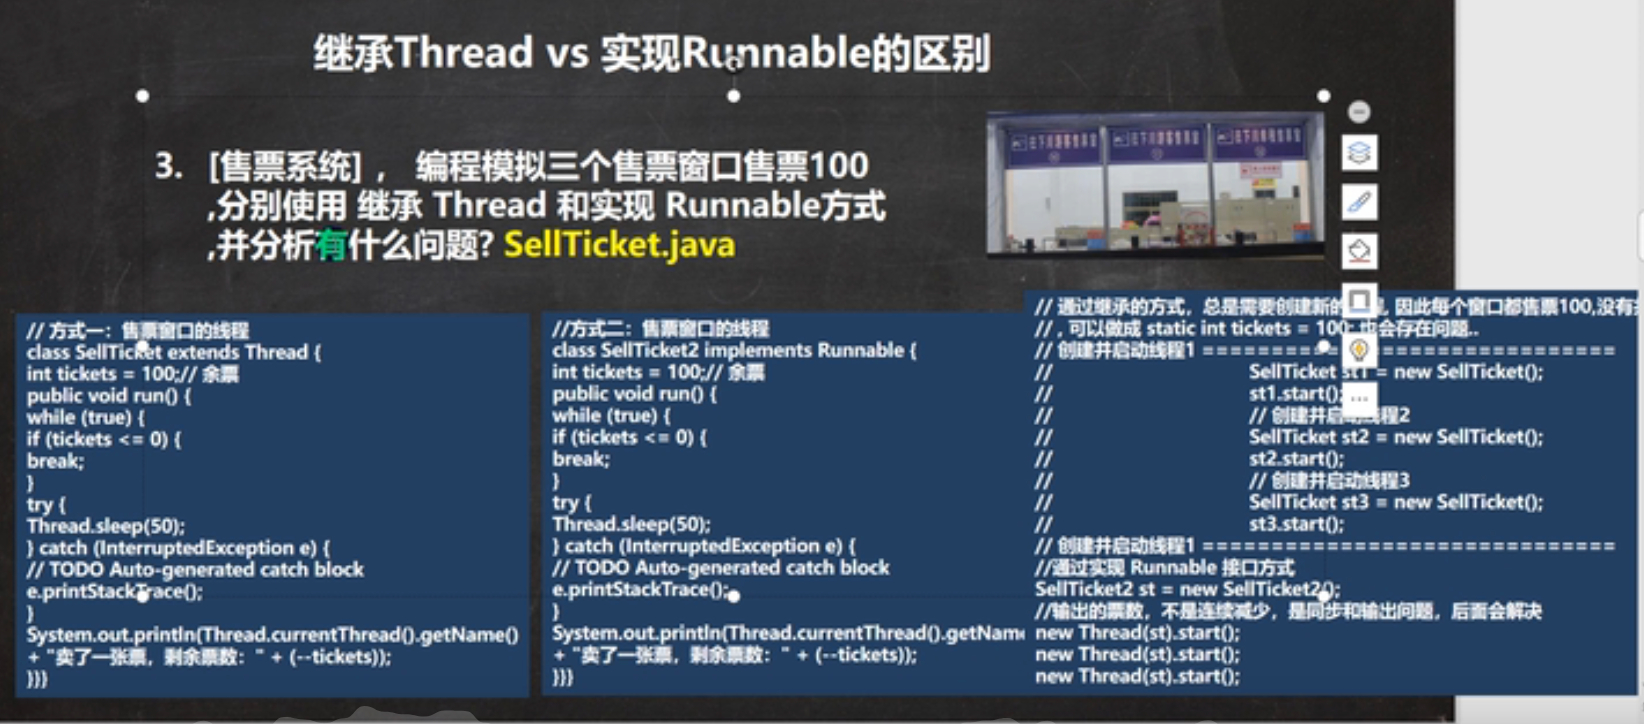 继承Thread vs 实现Runnable的区别
3. [售票系统] ， 编程模拟三个售票窗口售票100
,分别使用 继承 Thread 和实现 Runnable方式
,并分析有什么问题? SellTicket.java
// 方式一：售票窗口的线程
class SellTicket extends Thread {
int tickets = 100;// 余票
public void run() {
while (true) {
if (tickets <= 0) {
break;
}
try {
Thread.sleep(50);
} catch (InterruptedException e) {
// TODO Auto-generated catch block
e.printStackTrace();
}
System.out.println(Thread.currentThread().getName()
+ "卖了一张票，剩余票数：" + (--tickets));
}}}
//方式二：售票窗口的线程
class SellTicket2 implements Runnable {
int tickets = 100;// 余票
public void run() {
while (true) {
if (tickets <= 0) {
break;
}
try {
Thread.sleep(50);
} catch (InterruptedException e) {
// TODO Auto-generated catch block
e.printStackTrace();
}
System.out.println(Thread.currentThread().getName
+ "卖了一张票，剩余票数：" + (--tickets));
}}}
// 通过继承的方式，总是需要创建新的 因此每个窗口都售票100,没有
// , 可以做成 static int tickets = 100; 也会存在问题..
// 创建并启动线程1 ==============================
// SellTicket st1 = new SellTicket();
// st1.start();
// // 创建并启动线程2
// SellTicket st2 = new SellTicket();
// st2.start();
// // 创建并启动线程3
// SellTicket st3 = new SellTicket();
// st3.start();
// 创建并启动线程1 ==============================
//通过实现 Runnable 接口方式
SellTicket2 st = new SellTicket2();
//输出的票数，不是连续减少，是同步和输出问题，后面会解决
new Thread(st).start();
new Thread(st).start();
new Thread(st).start();